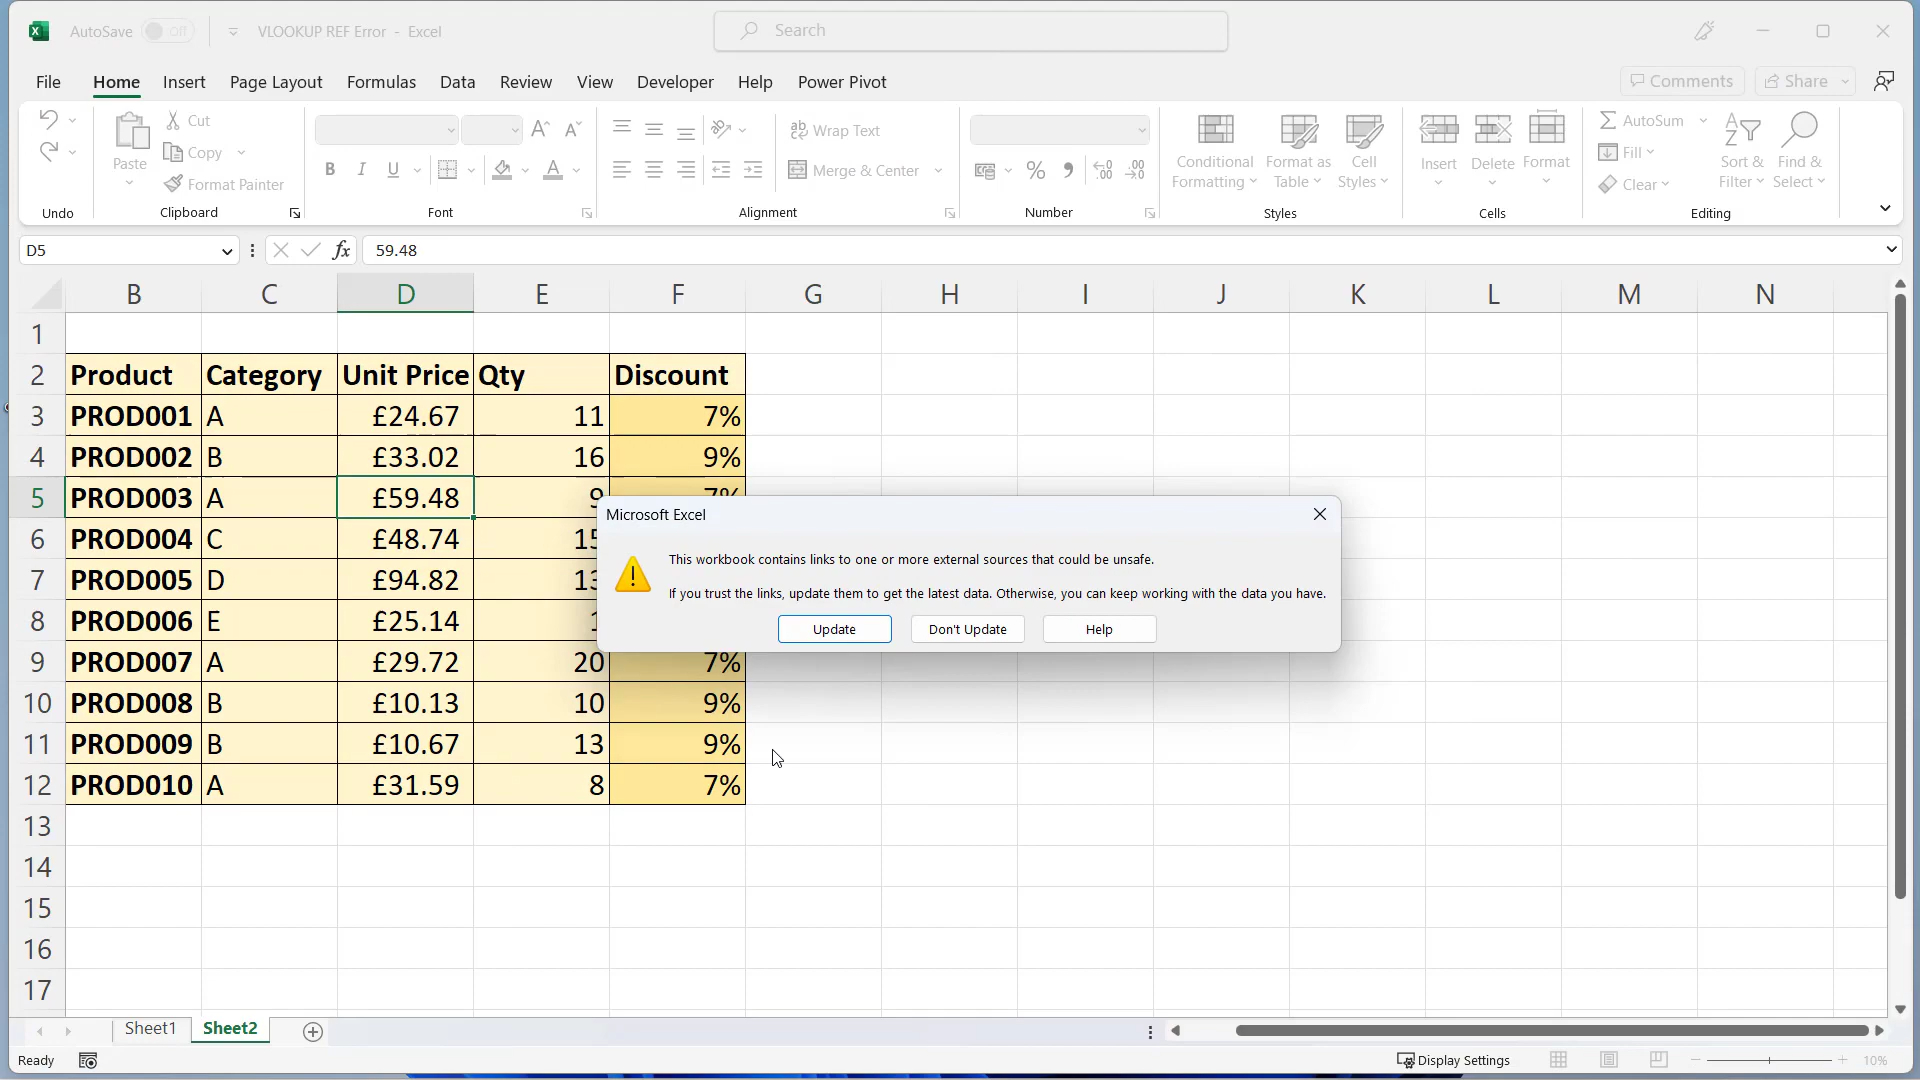 AutoSave Off VLOOKUP REF Error - Excel Search
File Home Insert Page Layout Formulas Data Review View Developer Help Power Pivot Comments Share
Cut
Copy
Format Painter
Paste
Undo Clipboard Font Alignment Number Styles Cells Editing
B I U
Wrap Text
Merge & Center
%
Conditional Formatting
Format as Table
Cell Styles
Insert Delete Format
AutoSum
Fill
Clear
Sort & Filter
Find & Select
D5 fx 59.48
B C D E F G H I J K L M N
1
2 Product Category Unit Price Qty Discount
3 PROD001 A £24.67 11 7%
4 PROD002 B £33.02 16 9%
5 PROD003 A £59.48 9 7%
6 PROD004 C £48.74 15
7 PROD005 D £94.82 13
8 PROD006 E £25.14
9 PROD007 A £29.72 20 7%
10 PROD008 B £10.13 10 9%
11 PROD009 B £10.67 13 9%
12 PROD010 A £31.59 8 7%
13
14
15
16
17
Microsoft Excel
This workbook contains links to one or more external sources that could be unsafe.
If you trust the links, update them to get the latest data. Otherwise, you can keep working with the data you have.
Update Don't Update Help
Sheet1 Sheet2
Ready Display Settings 10%